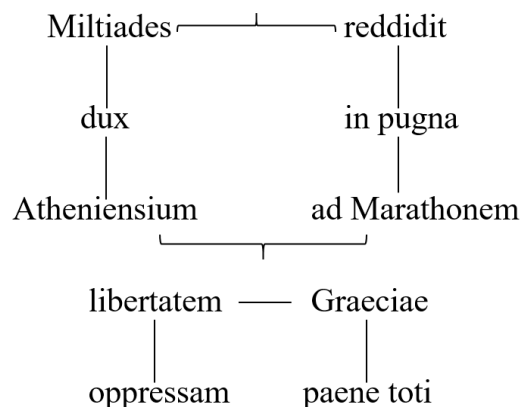 Miltiades reddidit
dux in pugna
Atheniensium ad Marathonem
libertatem Graeciae
oppressam paene toti